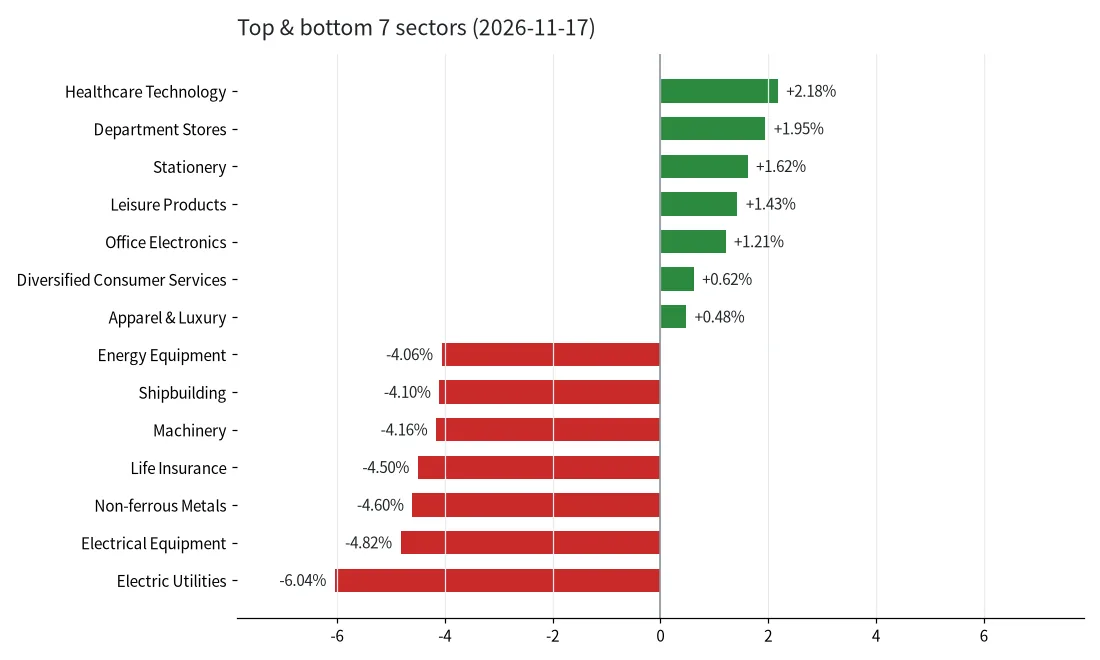 Top & bottom 7 sectors (2026-11-17)
Healthcare Technology +2.18%
Department Stores +1.95%
Stationery +1.62%
Leisure Products +1.43%
Office Electronics +1.21%
Diversified Consumer Services +0.62%
Apparel & Luxury +0.48%
Energy Equipment -4.06%
Shipbuilding -4.10%
Machinery -4.16%
Life Insurance -4.50%
Non-ferrous Metals -4.60%
Electrical Equipment -4.82%
Electric Utilities -6.04%
-6 -4 -2 0 2 4 6